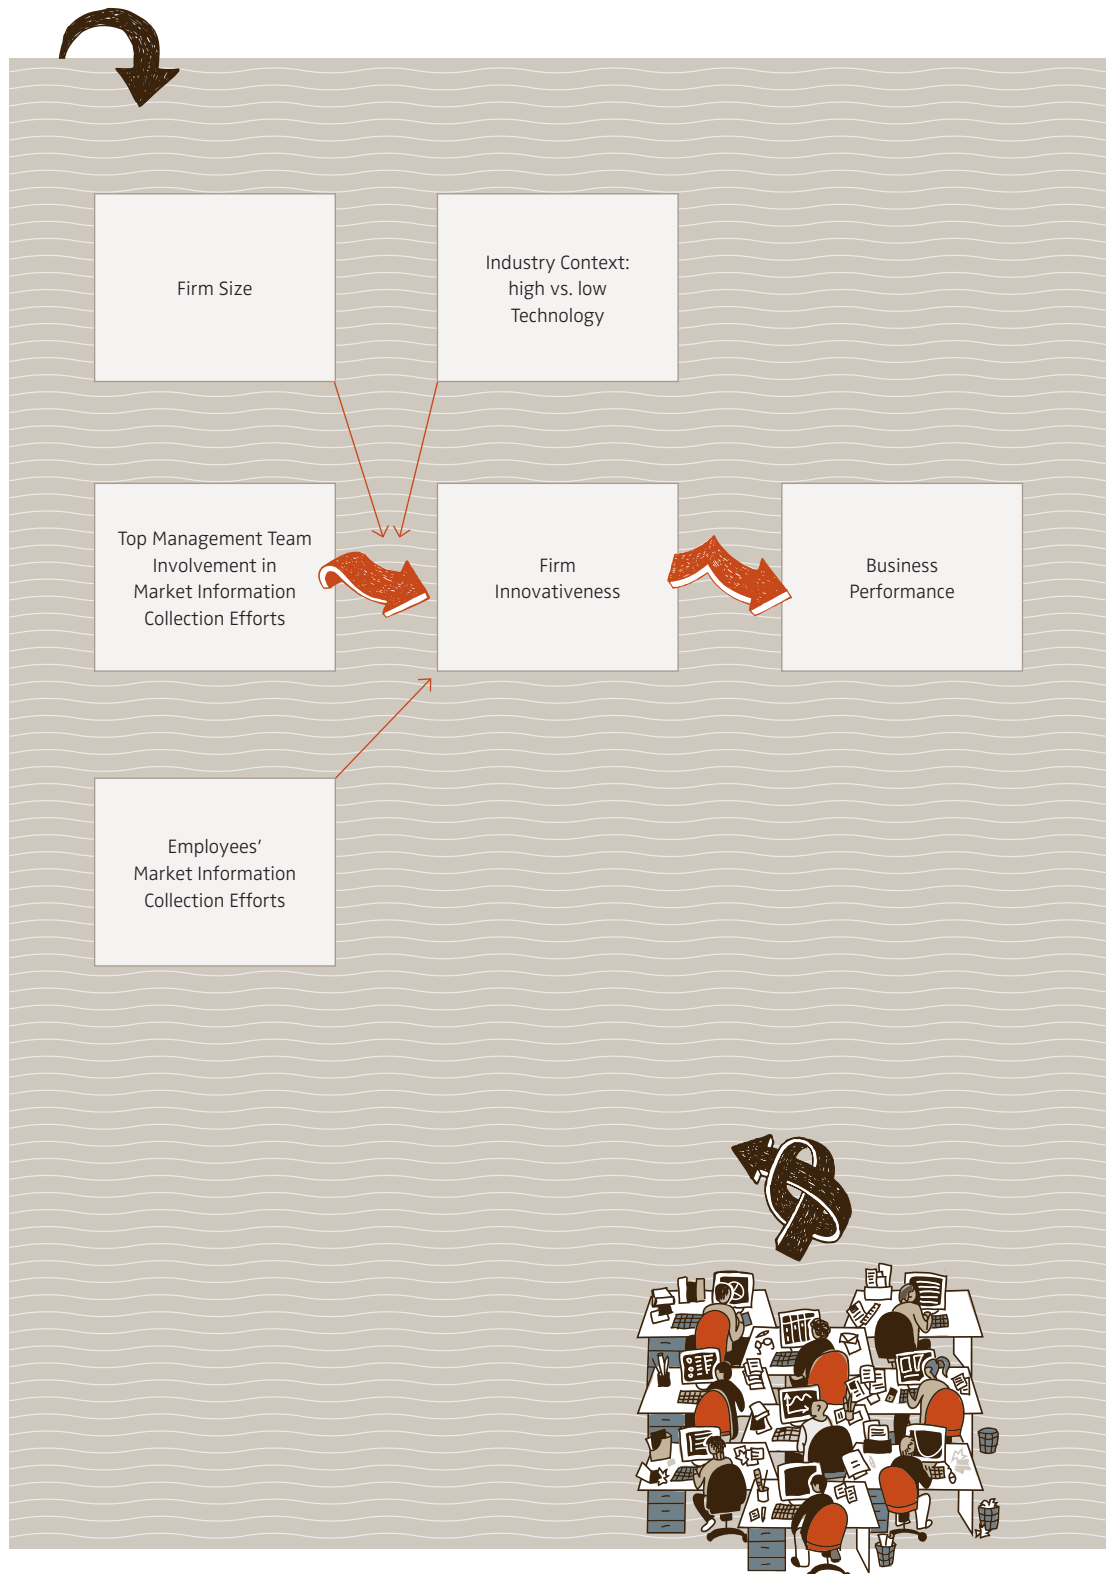 Firm Size
Industry Context:
high vs. low
Technology
Top Management Team
Involvement in
Market Information
Collection Efforts
Firm
Innovativeness
Business
Performance
Employees’
Market Information
Collection Efforts